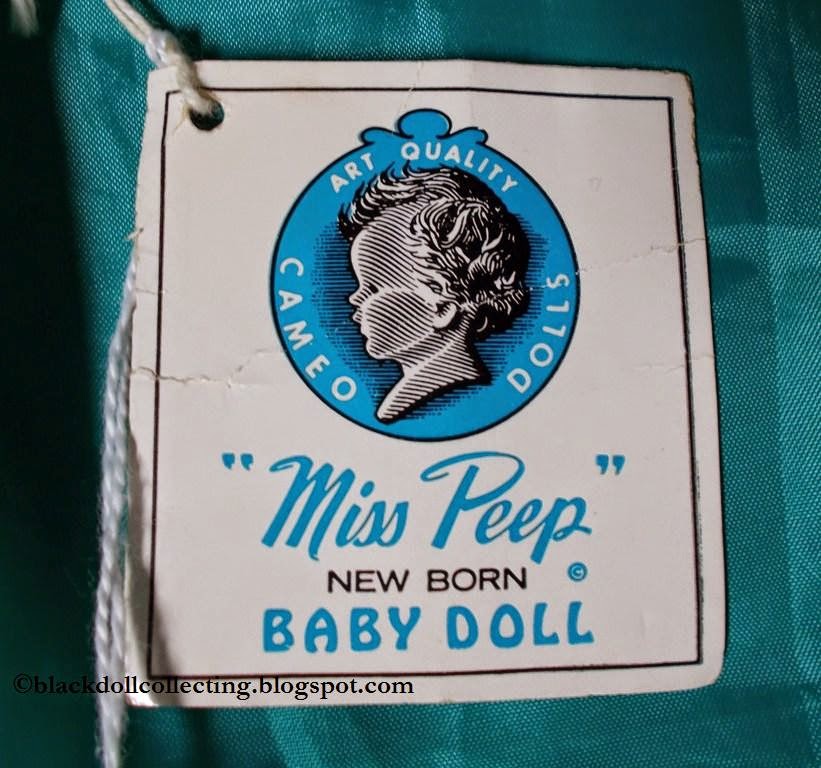 ART QUALITY
CAMEO DOLLS
"Miss Peep"
NEW BORN ©
BABY DOLL
©blackdollcollecting.blogspot.com